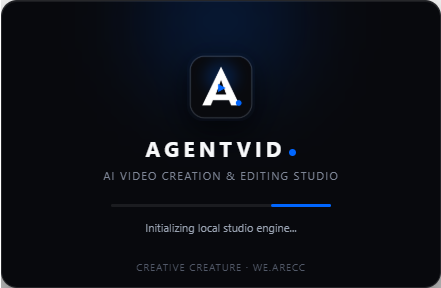 A
AGENTVID
AI VIDEO CREATION & EDITING STUDIO
Initializing local studio engine...
CREATIVE CREATURE · WE.ARECC